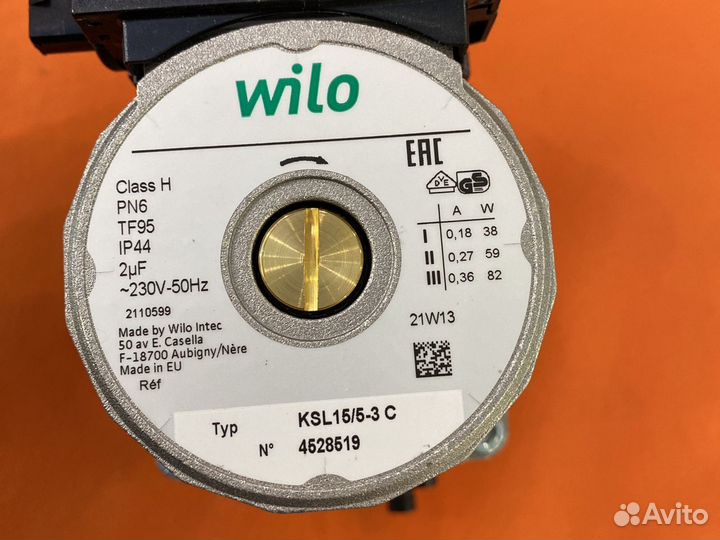 wilo
EAC
Class H
PN6
TF95
IP44
2µF
~230V-50Hz
2110599
Made by Wilo Intec
50 av E. Casella
F-18700 Aubigny/Nère
Made in EU
Réf
VDE GS
A W
I 0,18 38
II 0,27 59
III 0,36 82
21W13
Typ KSL15/5-3 C
N° 4528519
Avito